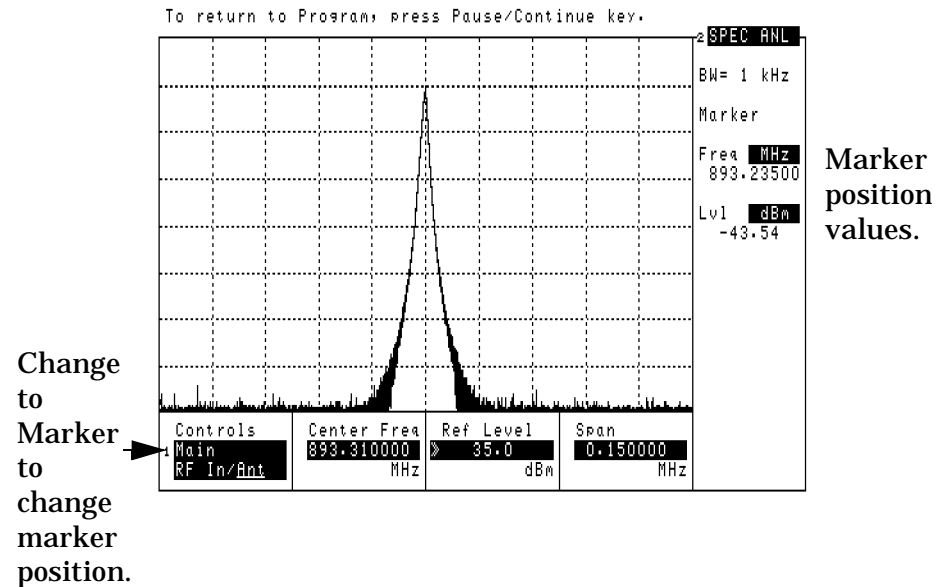 To return to Program, press Pause/Continue key.
2 SPEC ANL
BW= 1 kHz
Marker
Freq MHz
893.23500
Lvl dBm
-43.54
Marker
position
values.
Change
to
Marker
to
change
marker
position.
Controls
1 Main
RF In/Ant
Center Freq
893.310000
MHz
Ref Level
» 35.0
dBm
Span
0.150000
MHz